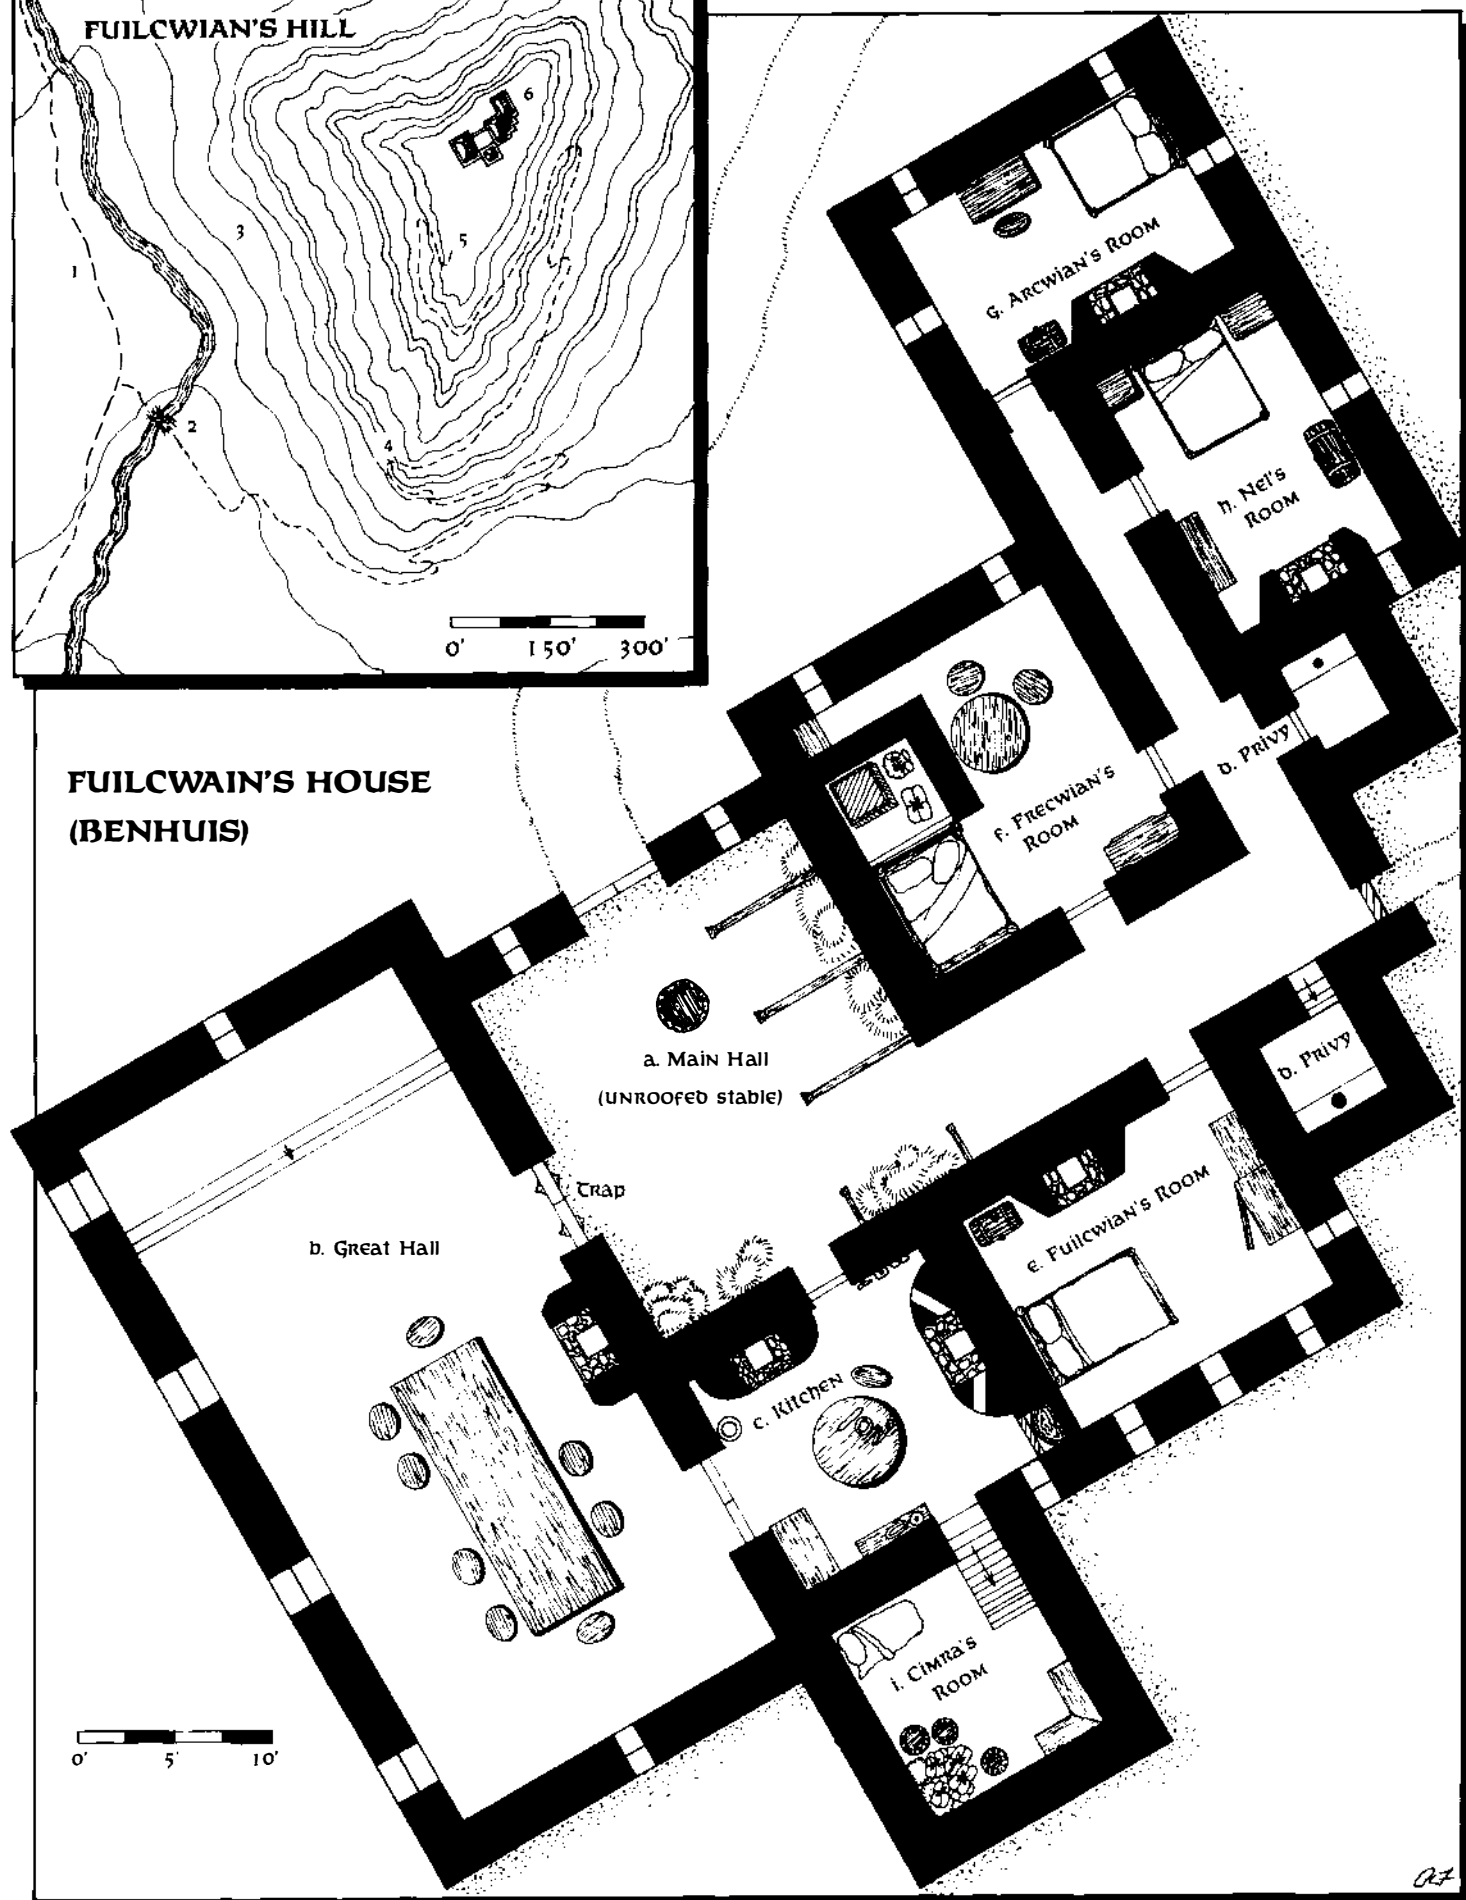 FUILCWIAN'S HILL
6
3
5
1
2
4
0' 150' 300'
FUILCWAIN'S HOUSE
(BENHUIS)
g. Arcwian's Room
h. Nel's
Room
d. Privy
f. Frecwian's
Room
a. Main Hall
(unroofed stable)
d. Privy
Trap
e. Fuilcwian's Room
b. Great Hall
c. Kitchen
i. Cimra's
Room
0' 5' 10'